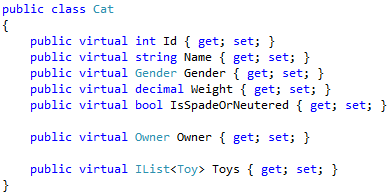 public class Cat
{
    public virtual int Id { get; set; }
    public virtual string Name { get; set; }
    public virtual Gender Gender { get; set; }
    public virtual decimal Weight { get; set; }
    public virtual bool IsSpadeOrNeutered { get; set; }
    public virtual Owner Owner { get; set; }
    public virtual IList<Toy> Toys { get; set; }
}